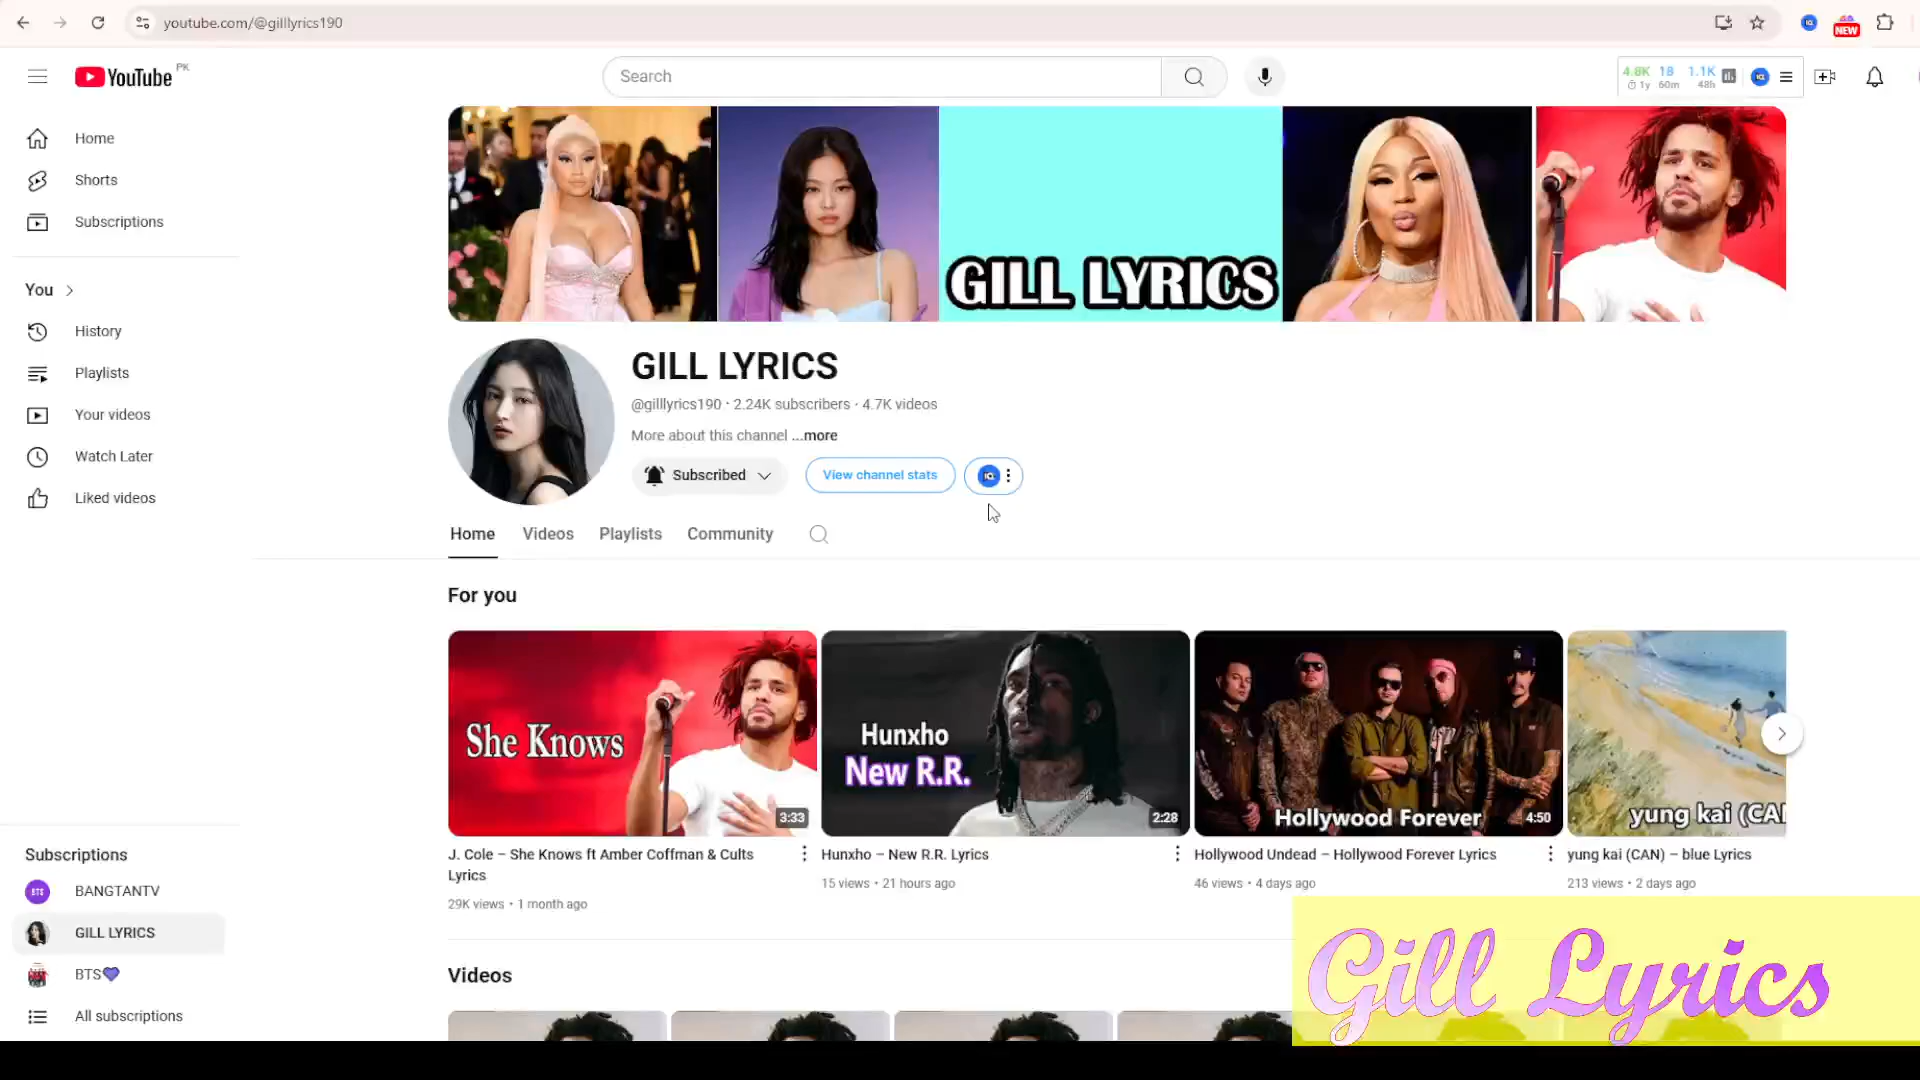 youtube.com/@gilllyrics190
NEW
YouTube PK
Search
4.8K 18 1.1K
1y 60m 48h
Home
Shorts
Subscriptions
You
History
Playlists
Your videos
Watch Later
Liked videos
Subscriptions
BANGTANTV
GILL LYRICS
BTS💜
All subscriptions
GILL LYRICS
GILL LYRICS
@gilllyrics190 · 2.24K subscribers · 4.7K videos
More about this channel ...more
Subscribed
View channel stats
Home Videos Playlists Community
For you
She Knows
3:33
Hunxho
New R.R.
2:28
Hollywood Forever
4:50
yung kai (CA
J. Cole – She Knows ft Amber Coffman & Cults
Lyrics
29K views • 1 month ago
Hunxho – New R.R. Lyrics
15 views • 21 hours ago
Hollywood Undead – Hollywood Forever Lyrics
46 views • 4 days ago
yung kai (CAN) – blue Lyrics
213 views • 2 days ago
Videos
Gill Lyrics